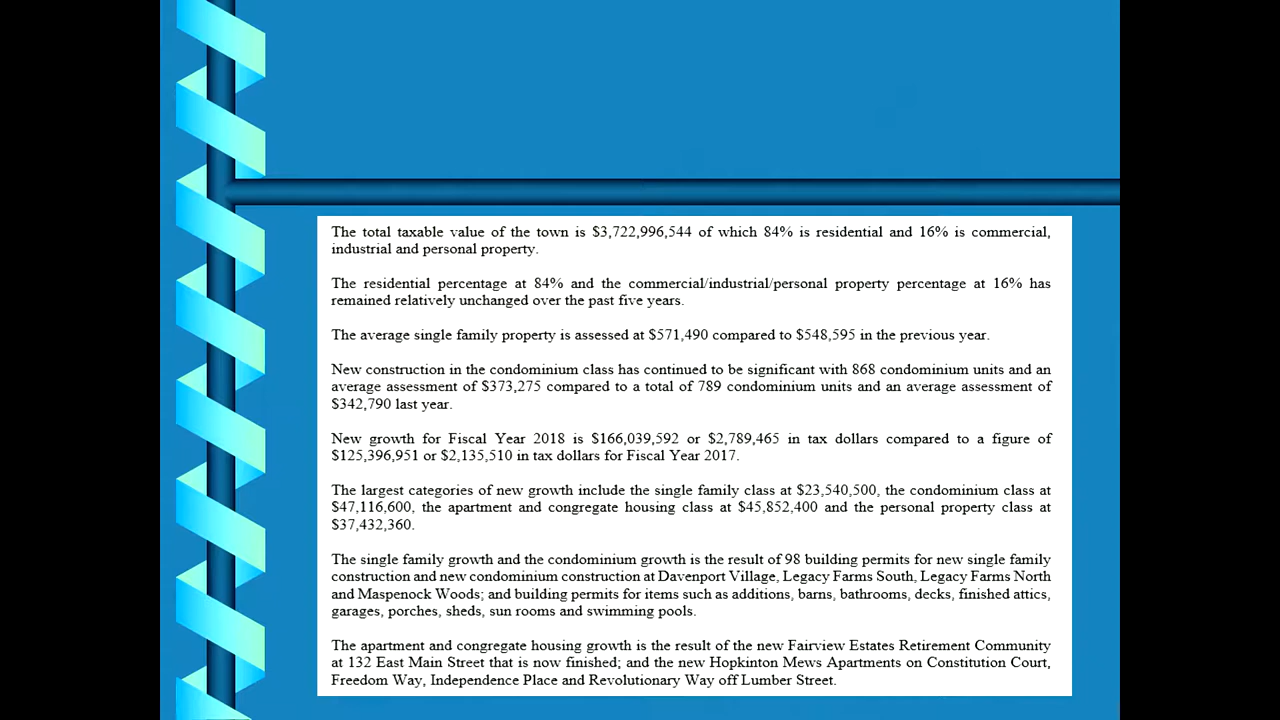 The total taxable value of the town is $3,722,996,544 of which 84% is residential and 16% is commercial,
industrial and personal property.
The residential percentage at 84% and the commercial/industrial/personal property percentage at 16% has
remained relatively unchanged over the past five years.
The average single family property is assessed at $571,490 compared to $548,595 in the previous year.
New construction in the condominium class has continued to be significant with 868 condominium units and an
average assessment of $373,275 compared to a total of 789 condominium units and an average assessment of
$342,790 last year.
New growth for Fiscal Year 2018 is $166,039,592 or $2,789,465 in tax dollars compared to a figure of
$125,396,951 or $2,135,510 in tax dollars for Fiscal Year 2017.
The largest categories of new growth include the single family class at $23,540,500, the condominium class at
$47,116,600, the apartment and congregate housing class at $45,852,400 and the personal property class at
$37,432,360.
The single family growth and the condominium growth is the result of 98 building permits for new single family
construction and new condominium construction at Davenport Village, Legacy Farms South, Legacy Farms North
and Maspenock Woods; and building permits for items such as additions, barns, bathrooms, decks, finished attics,
garages, porches, sheds, sun rooms and swimming pools.
The apartment and congregate housing growth is the result of the new Fairview Estates Retirement Community
at 132 East Main Street that is now finished; and the new Hopkinton Mews Apartments on Constitution Court,
Freedom Way, Independence Place and Revolutionary Way off Lumber Street.